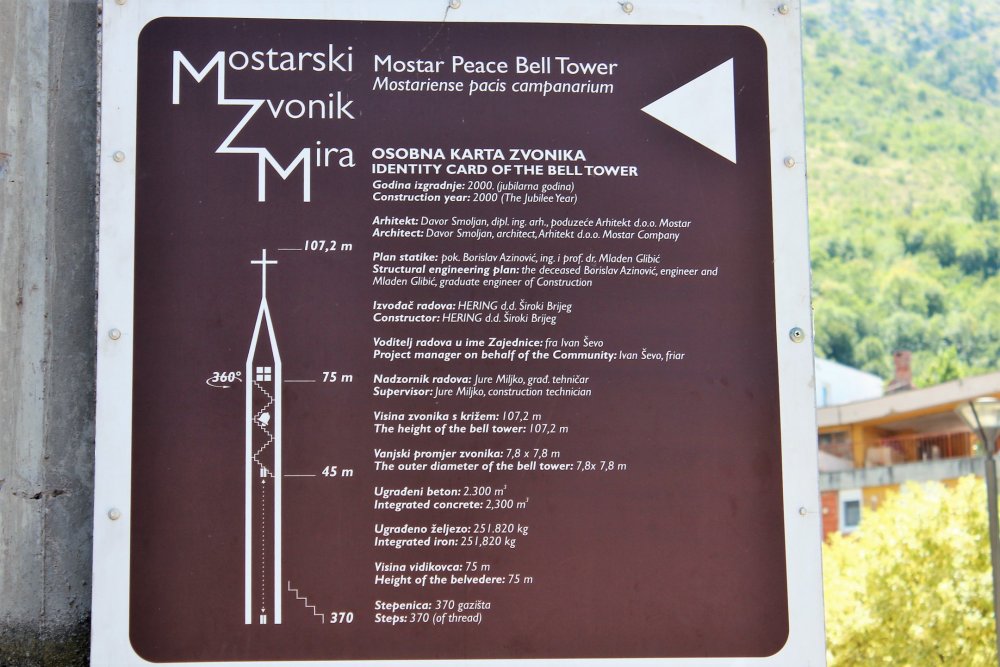 Mostarski
Zvonik
Mira
Mostar Peace Bell Tower
Mostariense pacis campanarium
OSOBNA KARTA ZVONIKA
IDENTITY CARD OF THE BELL TOWER
Godina izgradnje: 2000. (jubilarna godina)
Construction year: 2000 (The Jubilee Year)
Arhitekt: Davor Smoljan, dipl. ing. arh., poduzeće Arhitekt d.o.o. Mostar
Architect: Davor Smoljan, architect, Arhitekt d.o.o. Mostar Company
Plan statike: pok. Borislav Azinović, ing. i prof. dr. Mladen Glibić
Structural engineering plan: the deceased Borislav Azinović, engineer and
Mladen Glibić, graduate engineer of Construction
Izvođač radova: HERING d.d. Široki Brijeg
Constructor: HERING d.d. Široki Brijeg
Voditelj radova u ime Zajednice: fra Ivan Ševo
Project manager on behalf of the Community: Ivan Ševo, friar
Nadzornik radova: Jure Miljko, građ. tehničar
Supervisor: Jure Miljko, construction technician
Visina zvonika s križem: 107,2 m
The height of the bell tower: 107,2 m
Vanjski promjer zvonika: 7,8 x 7,8 m
The outer diameter of the bell tower: 7,8x 7,8 m
Ugrađeni beton: 2.300 m³
Integrated concrete: 2,300 m³
Ugrađeno željezo: 251.820 kg
Integrated iron: 251,820 kg
Visina vidikovca: 75 m
Height of the belvedere: 75 m
Stepenica: 370 gazišta
Steps: 370 (of thread)
107,2 m
360°
75 m
45 m
370